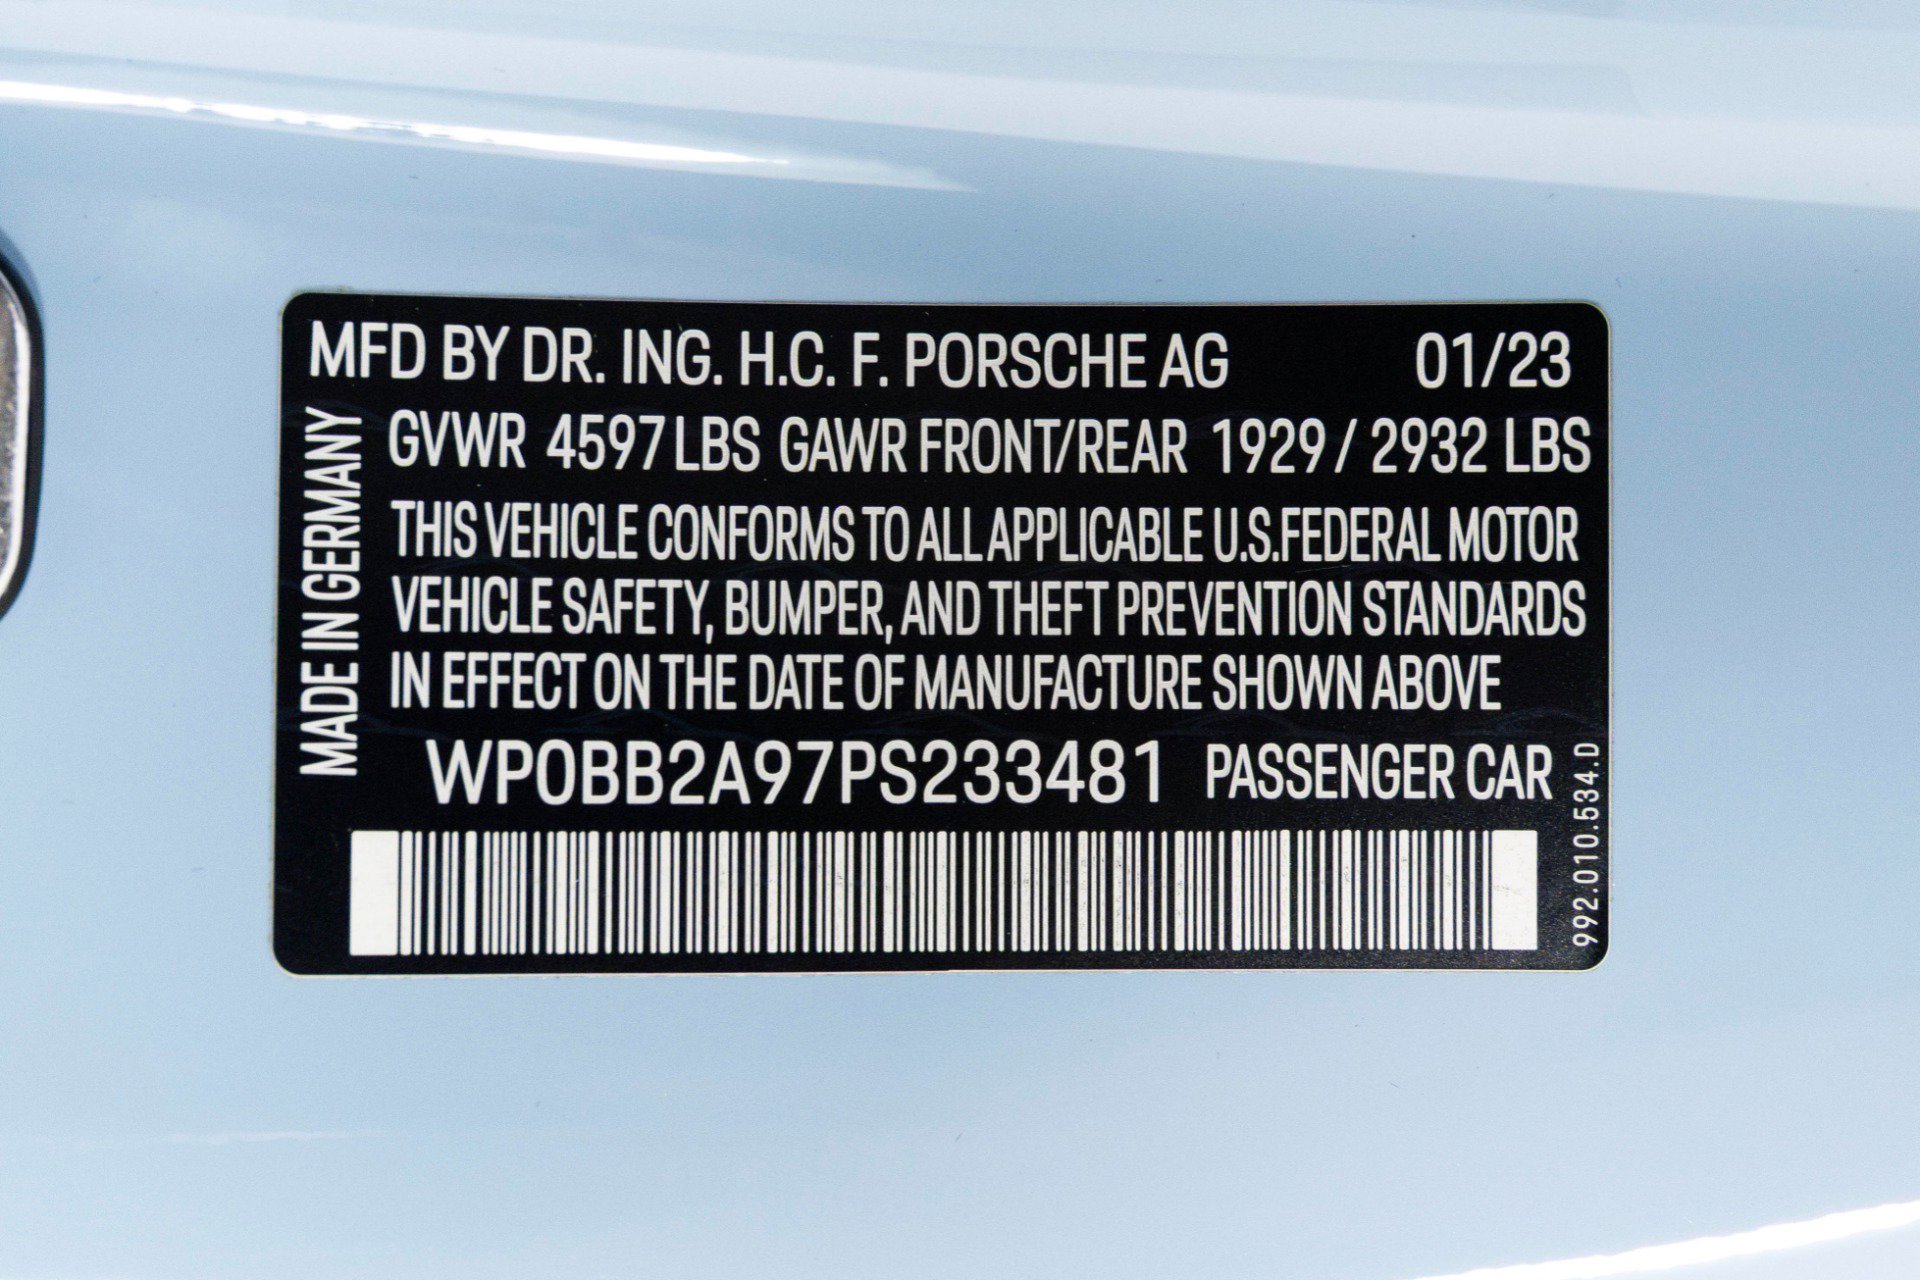 MFD BY DR. ING. H.C. F. PORSCHE AG 01/23
GVWR 4597 LBS GAWR FRONT/REAR 1929 / 2932 LBS
THIS VEHICLE CONFORMS TO ALL APPLICABLE U.S.FEDERAL MOTOR
VEHICLE SAFETY, BUMPER, AND THEFT PREVENTION STANDARDS
IN EFFECT ON THE DATE OF MANUFACTURE SHOWN ABOVE
WP0BB2A97PS233481 PASSENGER CAR
MADE IN GERMANY
992.010.534.D